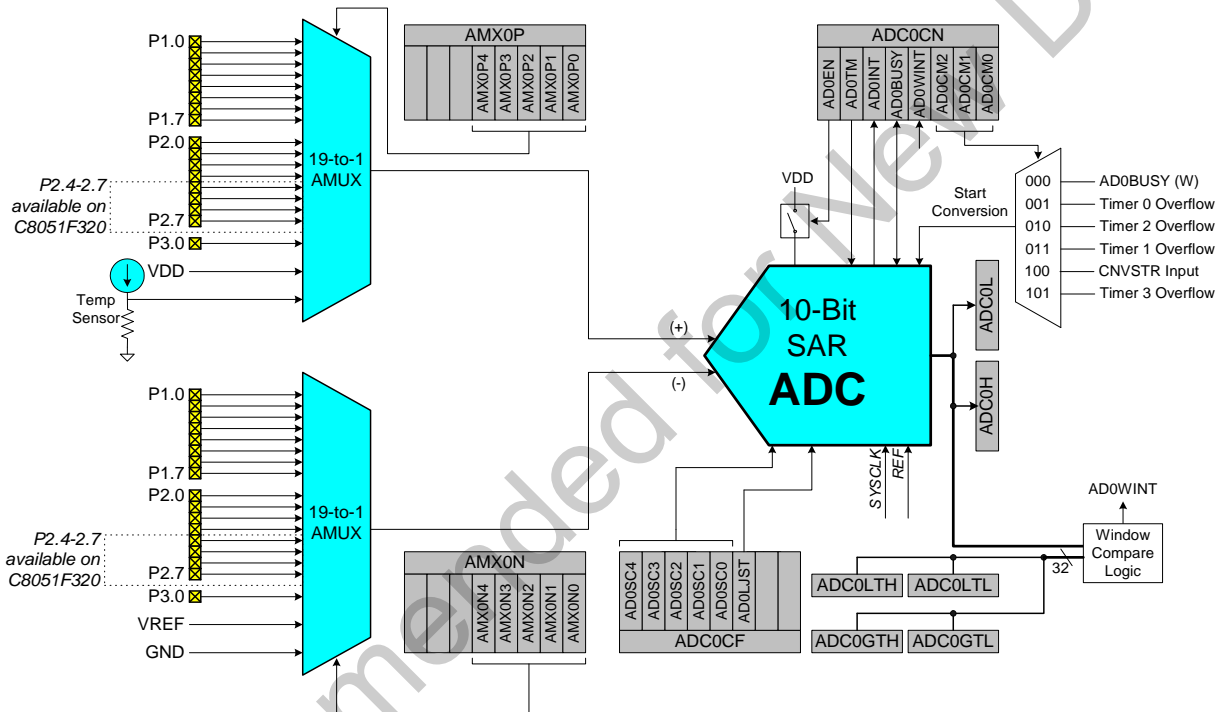 P1.0
P1.7
P2.0
P2.4-2.7
available on
C8051F320
P2.7
P3.0
VDD
Temp
Sensor
19-to-1
AMUX
AMX0P
AMX0P4
AMX0P3
AMX0P2
AMX0P1
AMX0P0
ADC0CN
AD0EN
AD0TM
AD0INT
AD0BUSY
AD0WINT
AD0CM2
AD0CM1
AD0CM0
VDD
Start
Conversion
000
AD0BUSY (W)
001
Timer 0 Overflow
010
Timer 2 Overflow
011
Timer 1 Overflow
100
CNVSTR Input
101
Timer 3 Overflow
(+)
(-)
10-Bit
SAR
ADC
ADC0L
ADC0H
SYSCLK
REF
P1.0
P1.7
P2.0
P2.4-2.7
available on
C8051F320
P2.7
P3.0
VREF
GND
19-to-1
AMUX
AMX0N
AMX0N4
AMX0N3
AMX0N2
AMX0N1
AMX0N0
AD0SC4
AD0SC3
AD0SC2
AD0SC1
AD0SC0
AD0LJST
ADC0CF
AD0WINT
Window
Compare
Logic
32
ADC0LTH
ADC0LTL
ADC0GTH
ADC0GTL
mended for New D